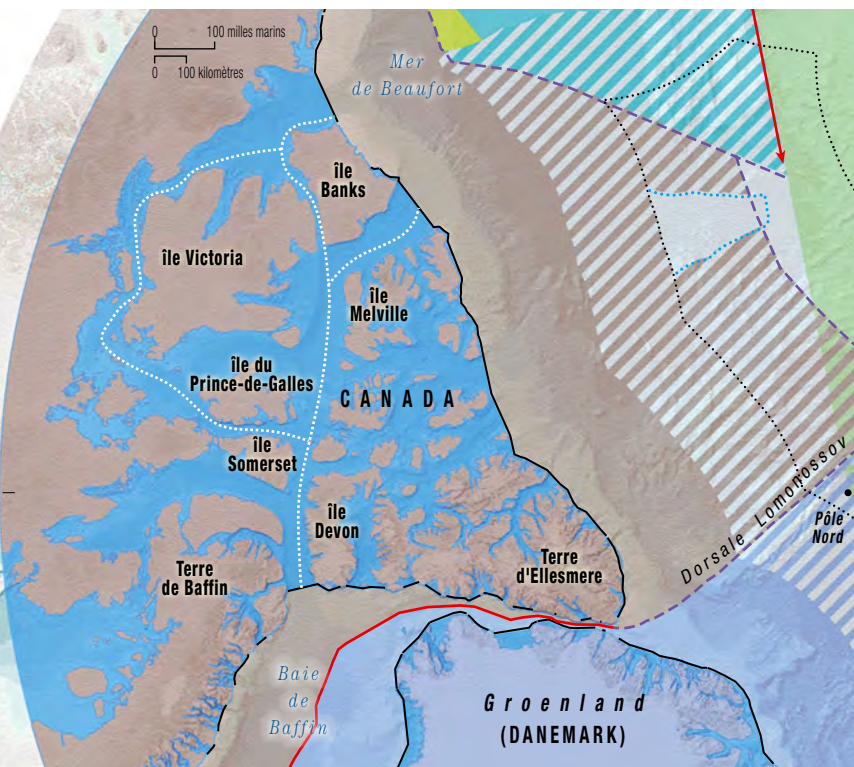 0 100 milles marins
0 100 kilomètres
Mer
de Beaufort
île
Banks
île Victoria
île
Melville
île du
Prince-de-Galles
CANADA
île
Somerset
île
Devon
Terre
de Baffin
Terre
d'Ellesmere
Dorsale Lomonossov
Pôle
Nord
Baie
de
Baffin
Groenland
(DANEMARK)